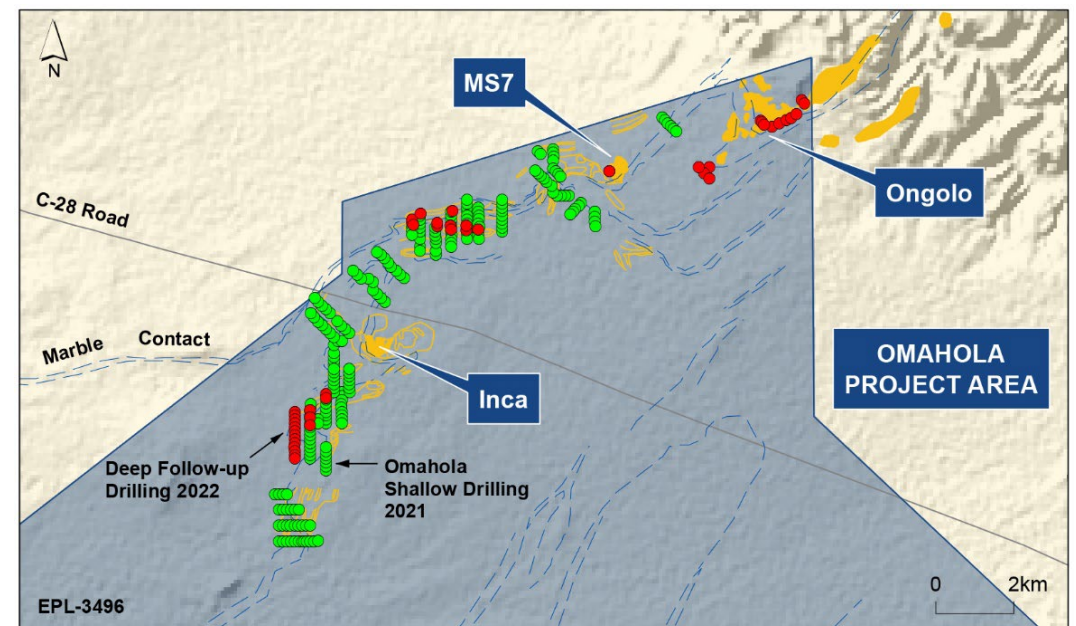 N
MS7
Ongolo
C-28 Road
Marble Contact
OMAHOLA
PROJECT AREA
Inca
Deep Follow-up
Drilling 2022
Omahola
Shallow Drilling
2021
EPL-3496
0 2km